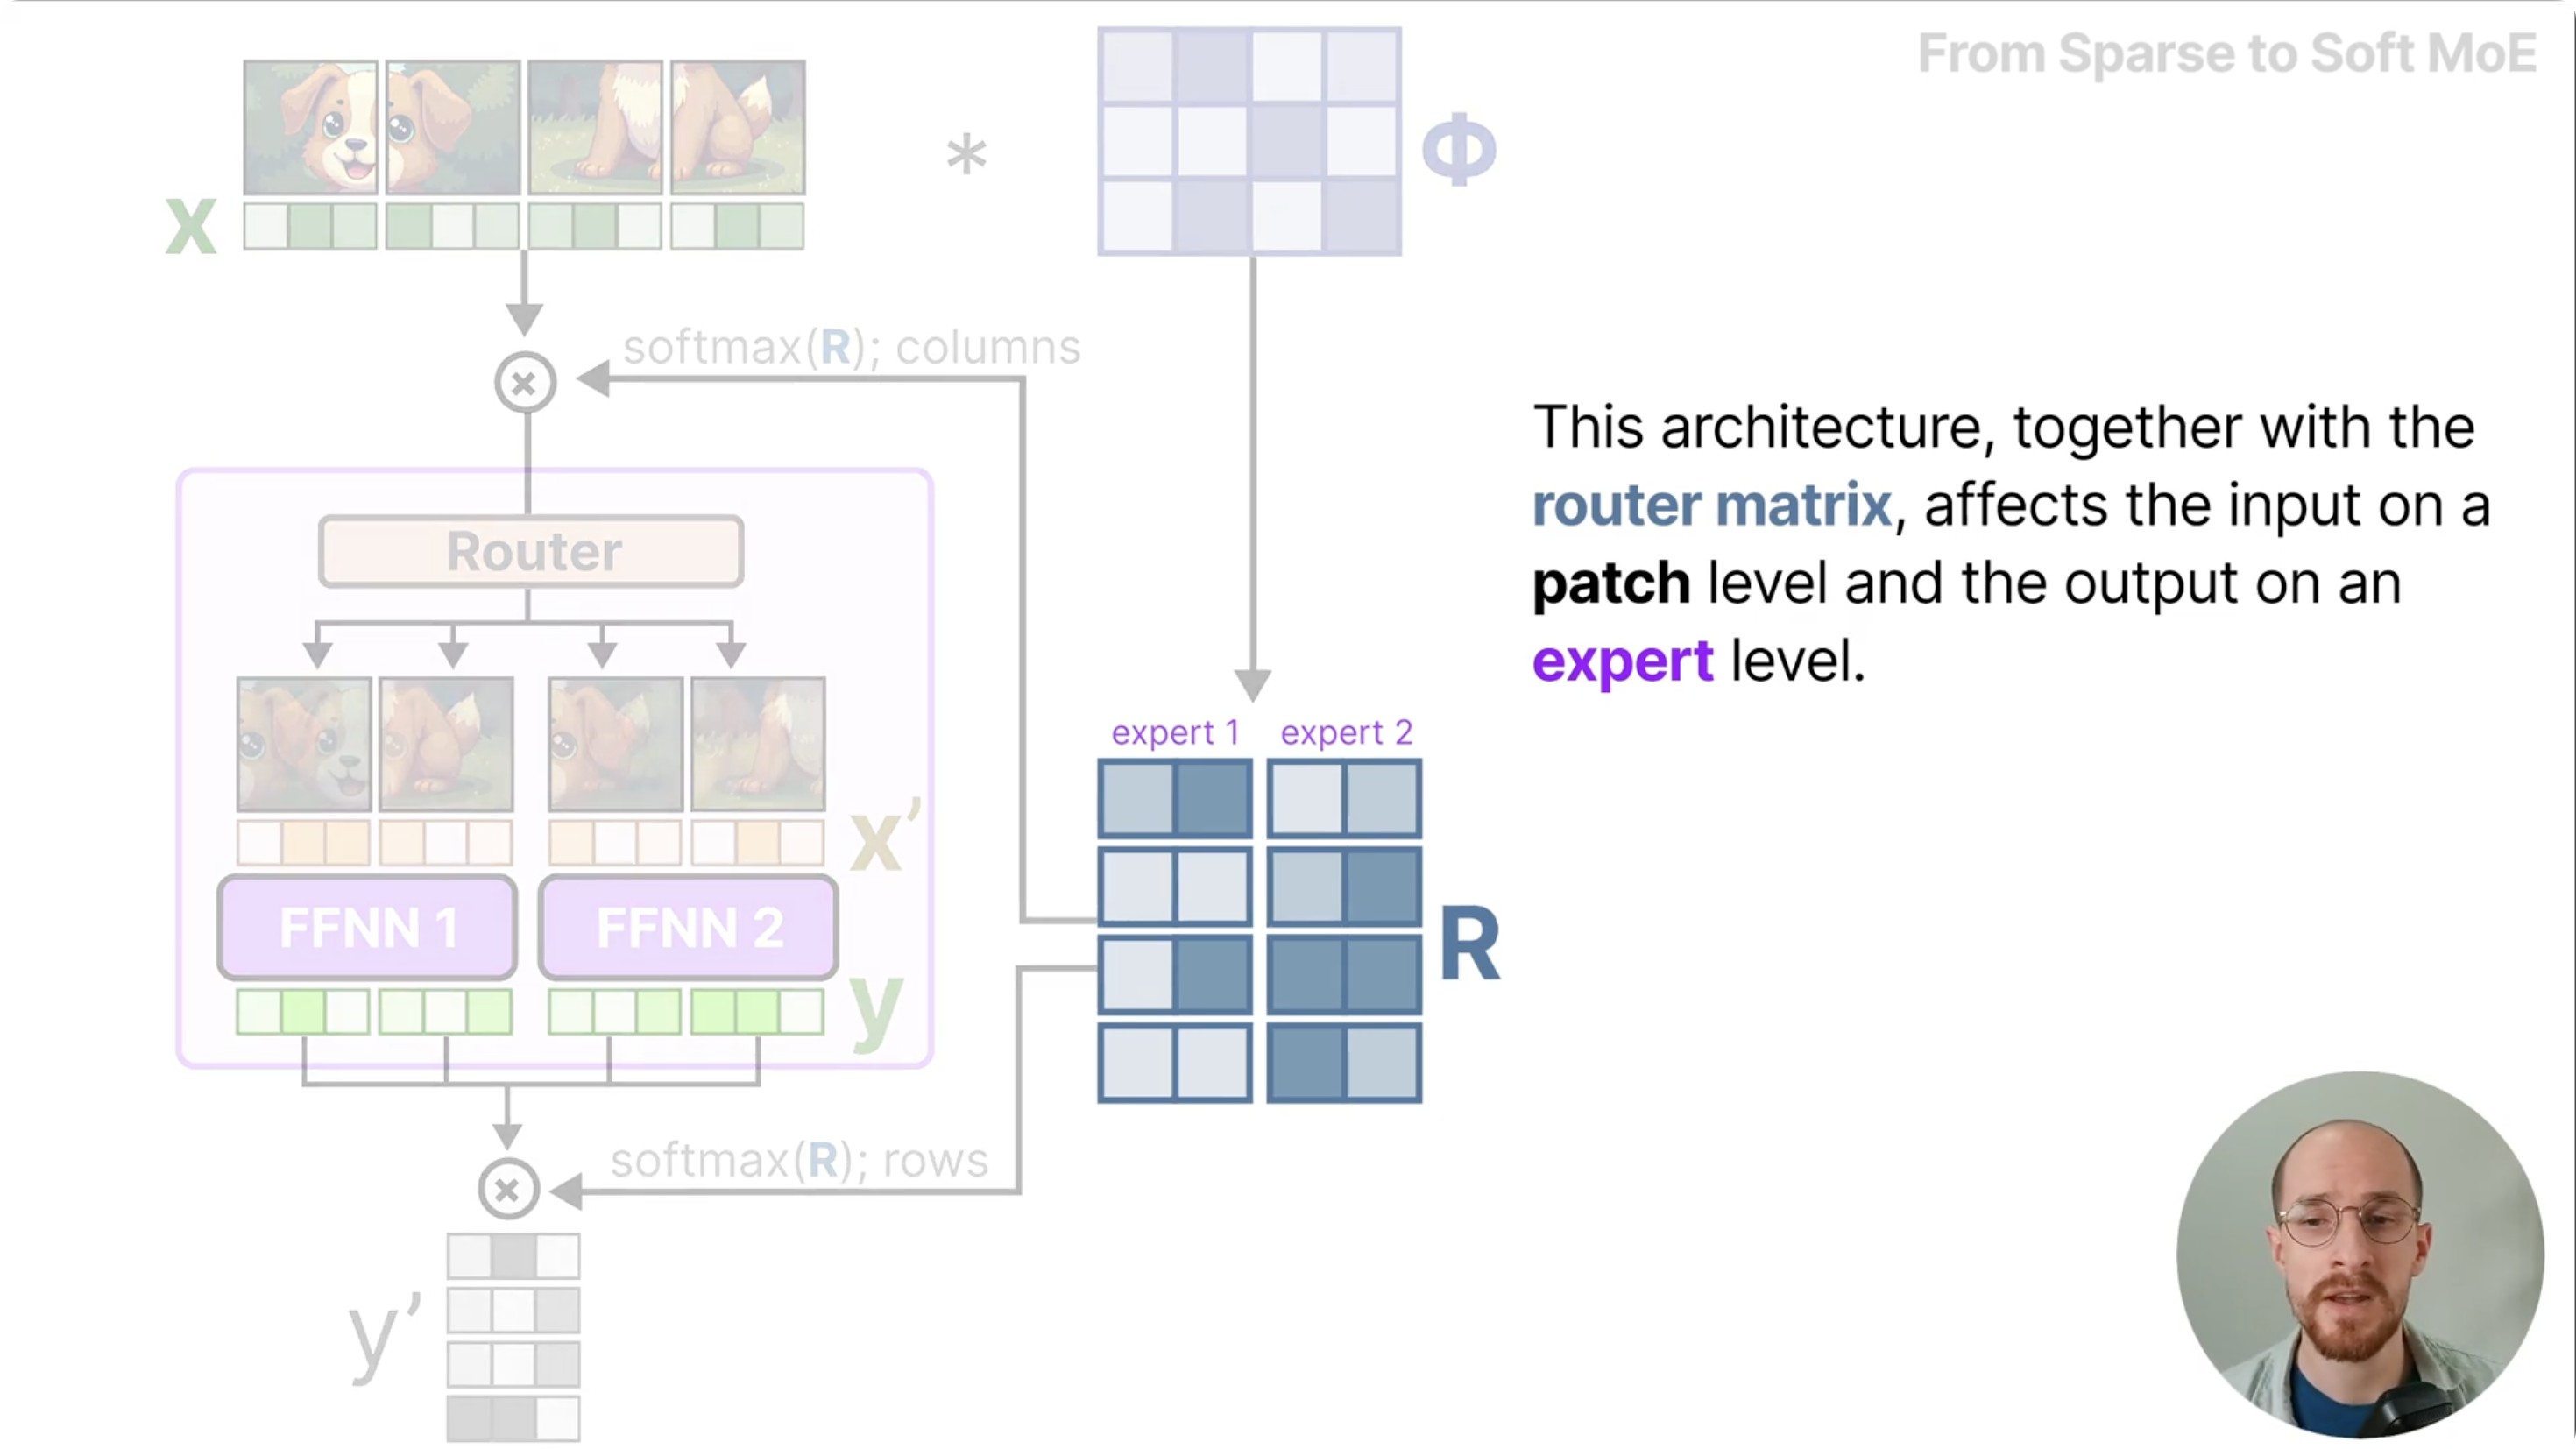 From Sparse to Soft MoE
x
*
Φ
softmax(R); columns
This architecture, together with the
router matrix, affects the input on a
patch level and the output on an
expert level.
Router
expert 1 expert 2
x’
FFNN 1 FFNN 2
R
y
softmax(R); rows
y’